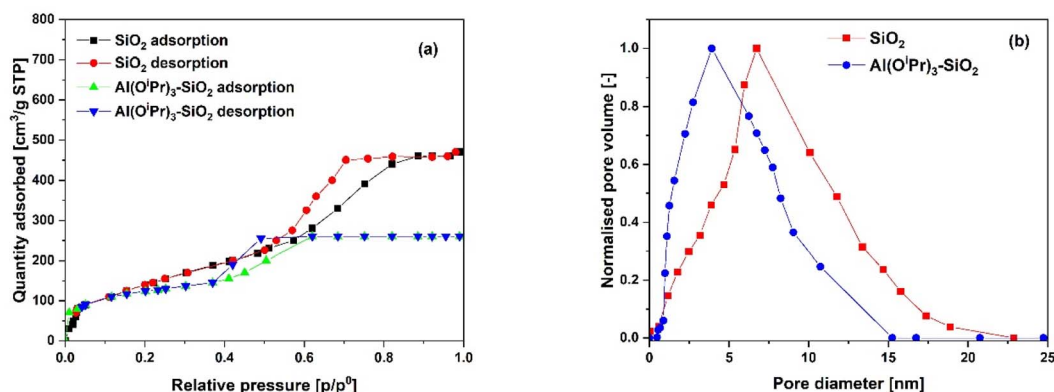 (a)
SiO₂ adsorption
SiO₂ desorption
Al(OⁱPr)₃-SiO₂ adsorption
Al(OⁱPr)₃-SiO₂ desorption
Quantity adsorbed [cm³/g STP]
800
700
600
500
400
300
200
100
0
0.0 0.2 0.4 0.6 0.8 1.0
Relative pressure [p/p⁰]
(b)
SiO₂
Al(OⁱPr)₃-SiO₂
Normalised pore volume [-]
1.0
0.8
0.6
0.4
0.2
0.0
0 5 10 15 20 25
Pore diameter [nm]